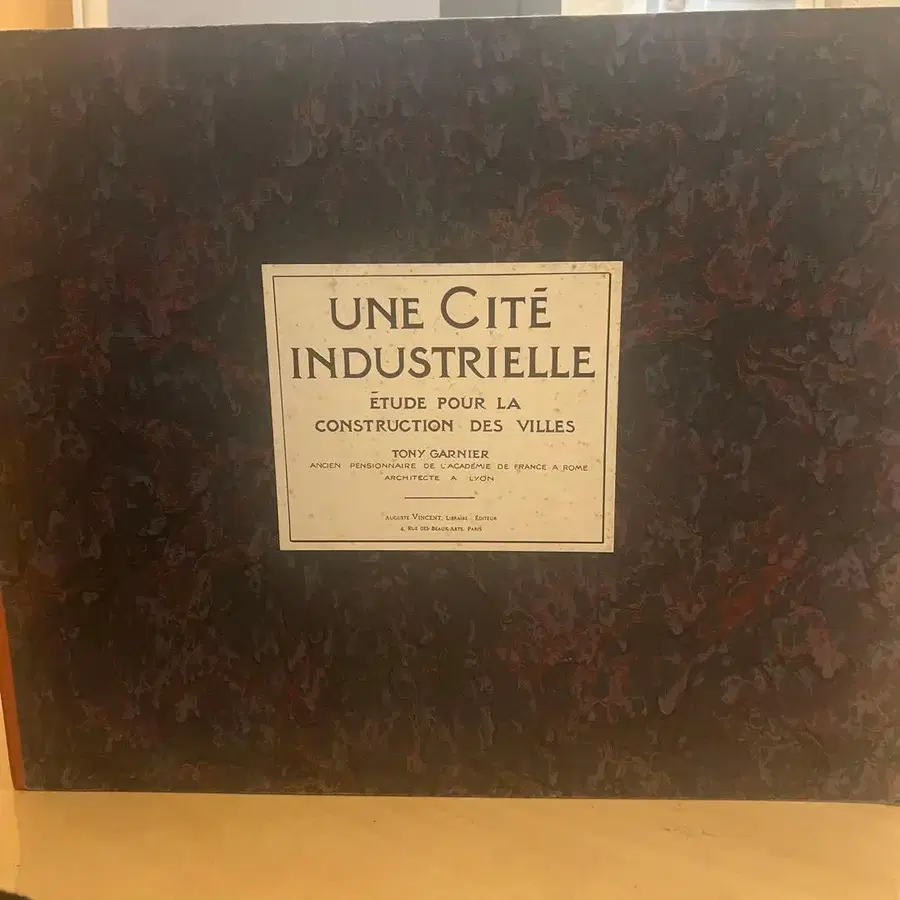 UNE CITÉ
INDUSTRIELLE
ÉTUDE POUR LA
CONSTRUCTION DES VILLES
TONY GARNIER
ANCIEN PENSIONNAIRE DE L'ACADÉMIE DE FRANCE A ROME
ARCHITECTE A LYON
AUGUSTE VINCENT, LIBRAIRE - ÉDITEUR
4, RUE DES BEAUX-ARTS, PARIS